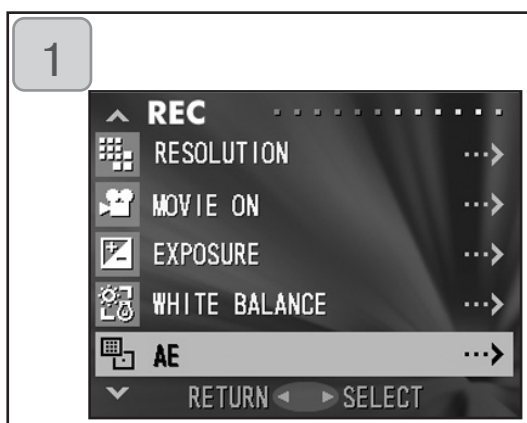 1
REC
RESOLUTION
MOVIE ON
EXPOSURE
WHITE BALANCE
AE
RETURN SELECT